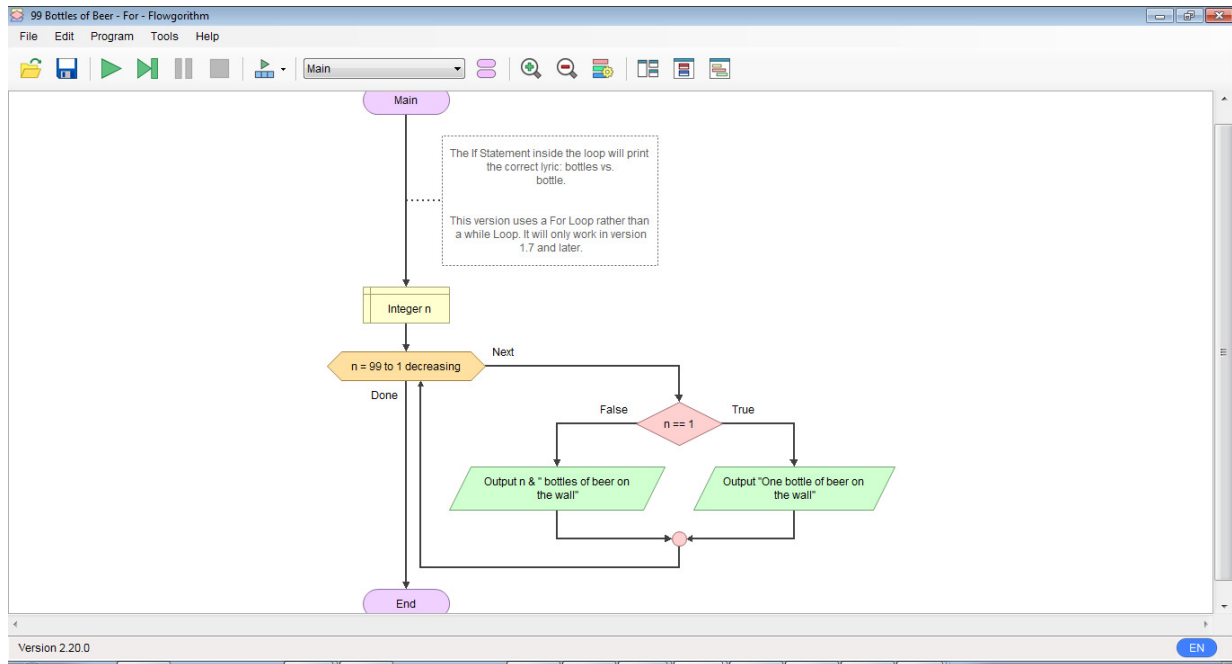 99 Bottles of Beer - For - Flowgorithm
File Edit Program Tools Help
Main
Main
The If Statement inside the loop will print
the correct lyric: bottles vs.
bottle.
This version uses a For Loop rather than
a while Loop. It will only work in version
1.7 and later.
Integer n
n = 99 to 1 decreasing
Next
Done
False
n == 1
True
Output n & " bottles of beer on
the wall"
Output "One bottle of beer on
the wall"
End
Version 2.20.0
EN